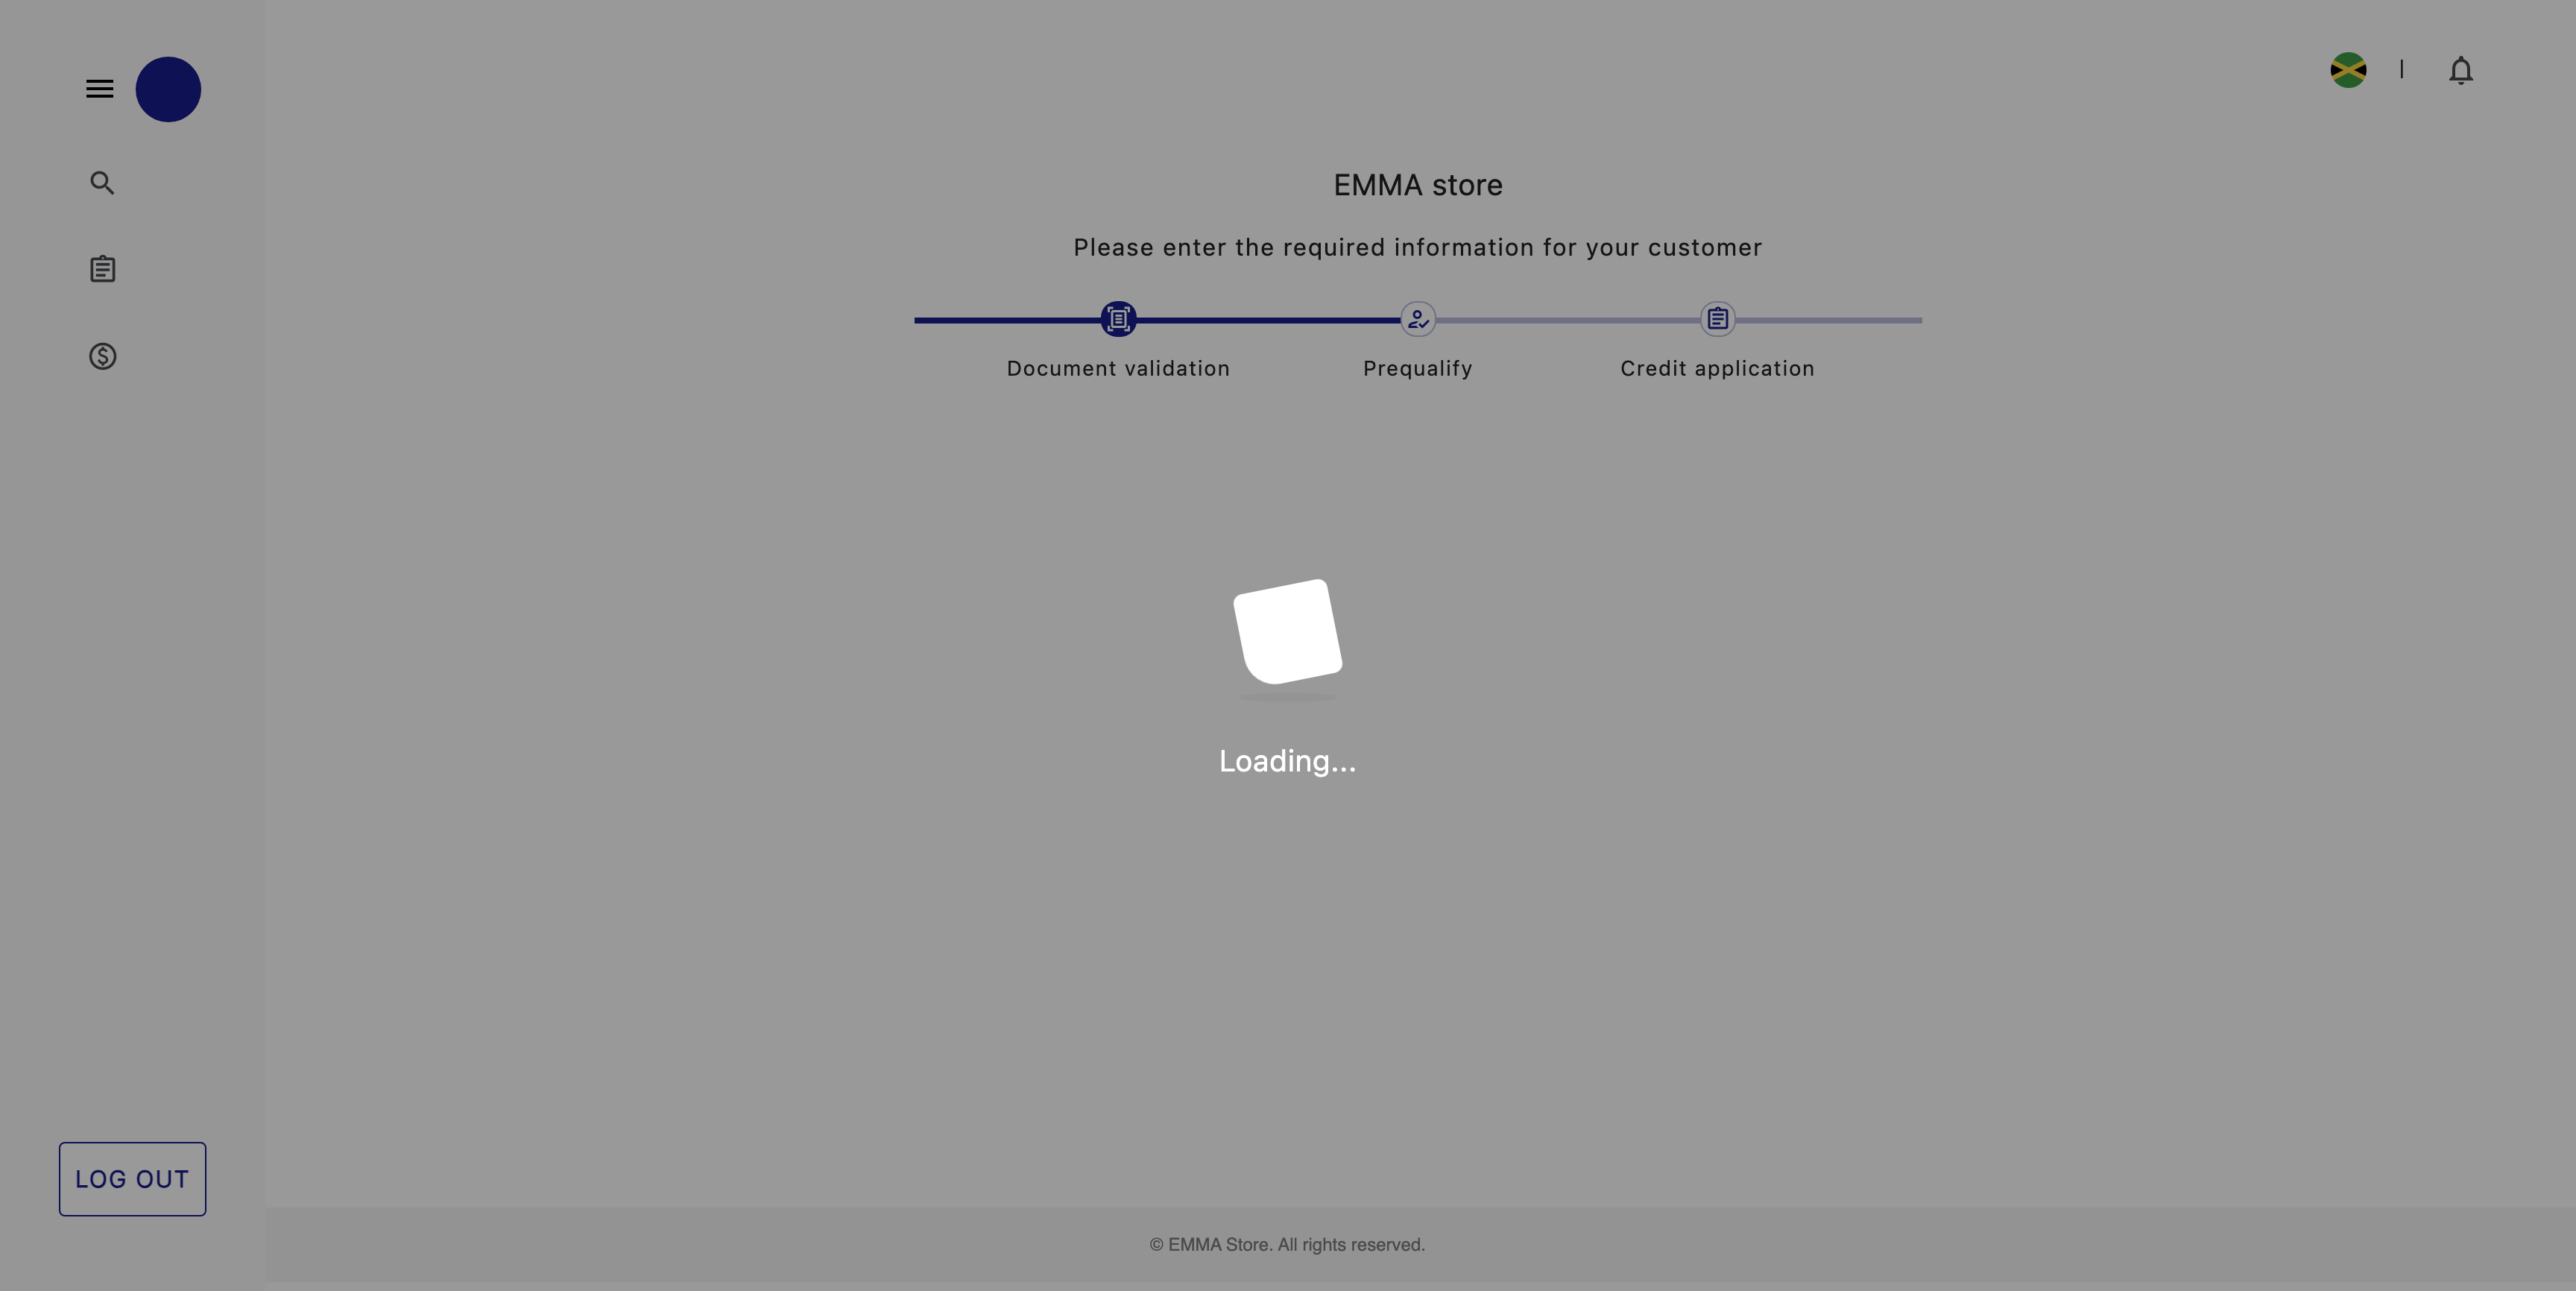 EMMA store
Please enter the required information for your customer
Document validation
Prequalify
Credit application
Loading...
LOG OUT
© EMMA Store. All rights reserved.